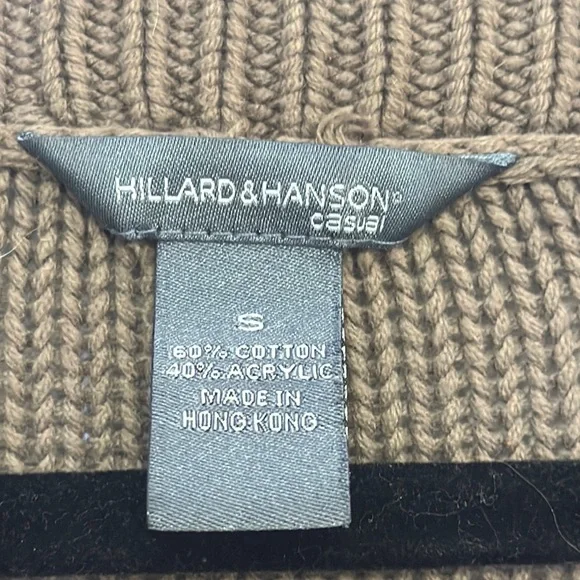 HILLARD & HANSON®
casual
S
60% COTTON
40% ACRYLIC
MADE IN
HONG KONG